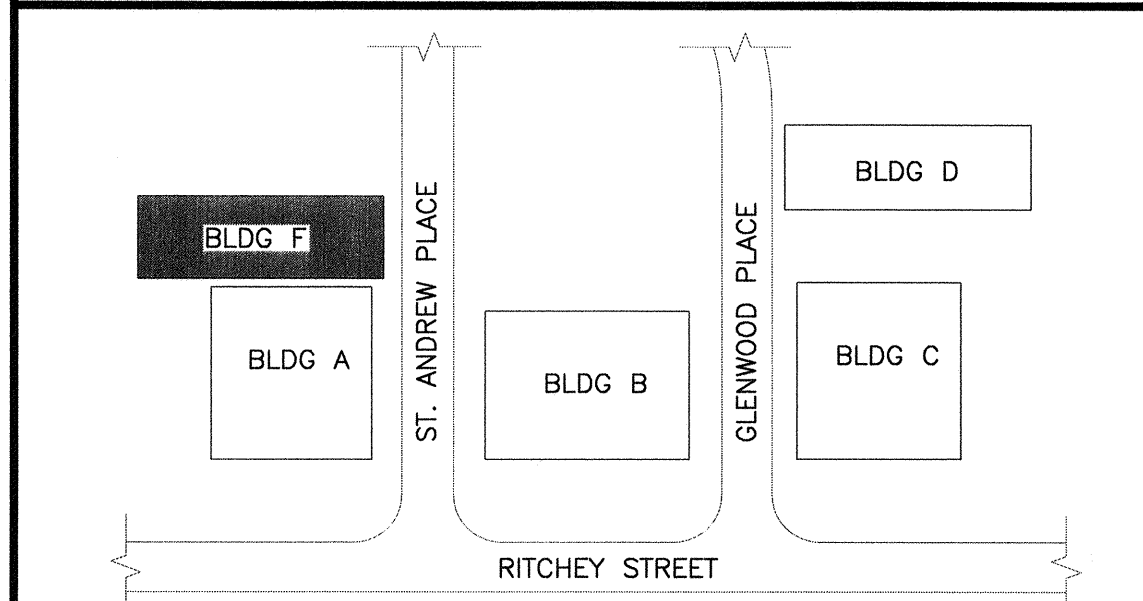 BLDG D
BLDG F
ST. ANDREW PLACE
GLENWOOD PLACE
BLDG A
BLDG B
BLDG C
RITCHEY STREET